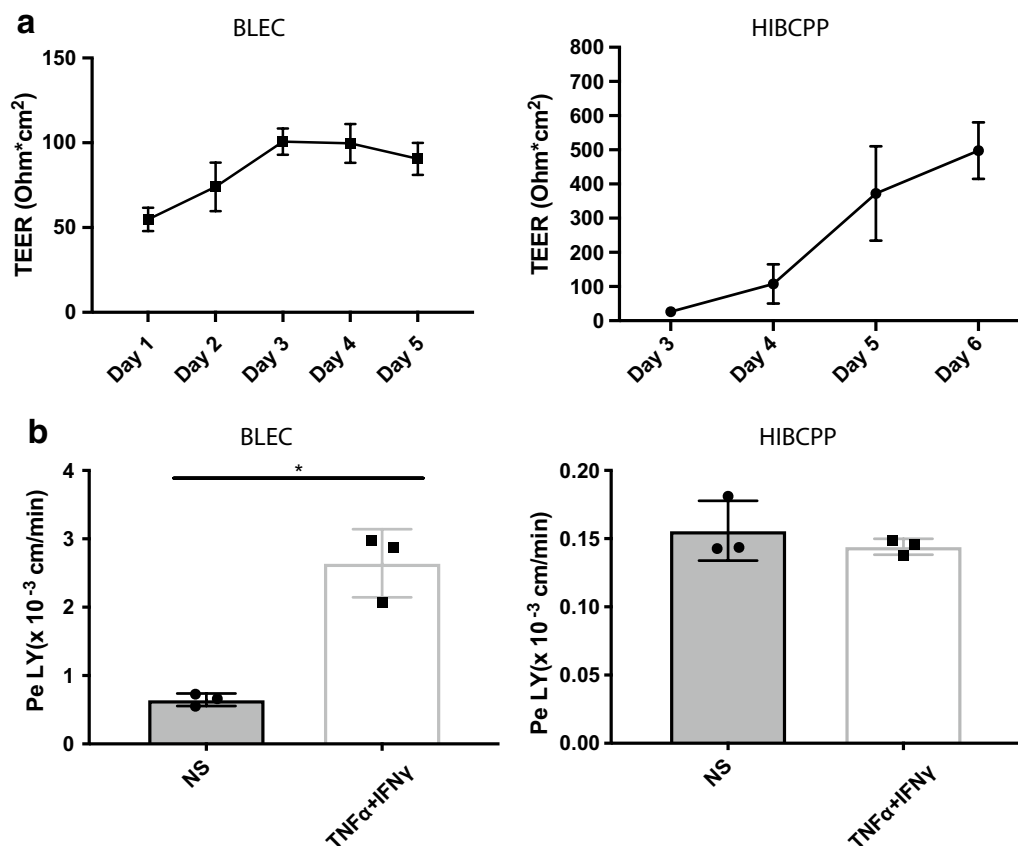 a
BLEC
HIBCPP
TEER (Ohm*cm²)
150
100
50
0
Day 1
Day 2
Day 3
Day 4
Day 5
TEER (Ohm*cm²)
800
700
600
500
400
300
200
100
0
Day 3
Day 4
Day 5
Day 6
b
BLEC
HIBCPP
Pe LY(x 10⁻³ cm/min)
4
3
2
1
0
*
NS
TNFα+IFNγ
Pe LY(x 10⁻³ cm/min)
0.20
0.15
0.10
0.05
0.00
NS
TNFα+IFNγ